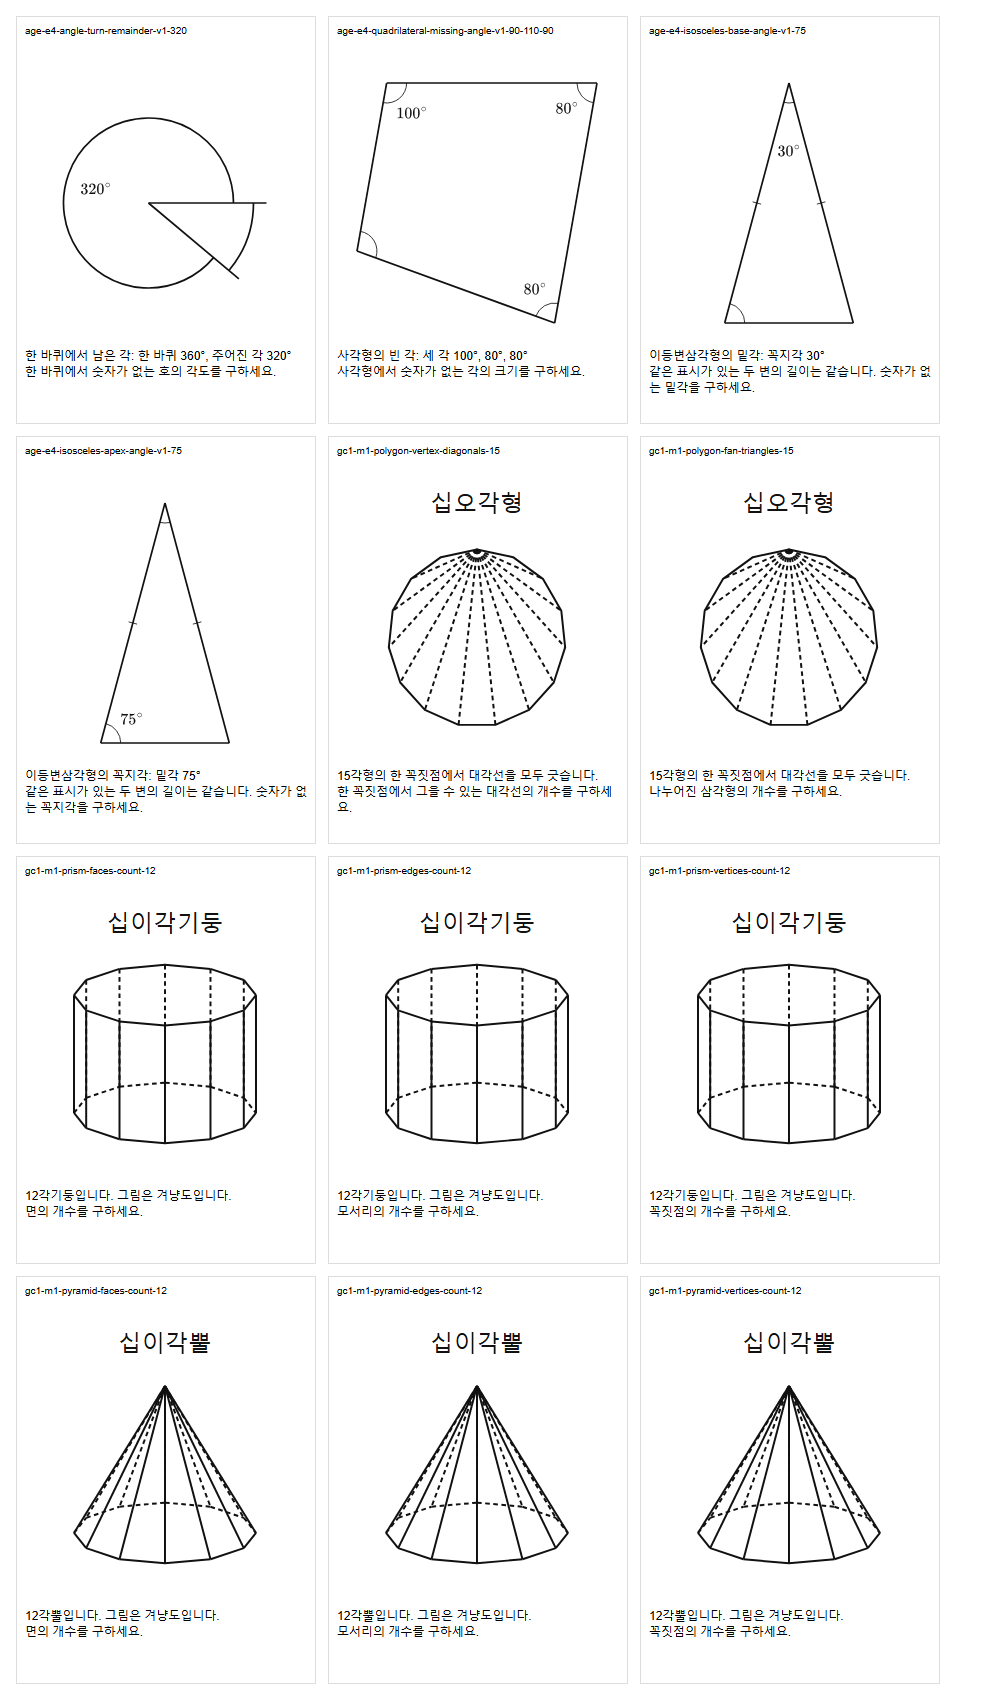 age-e4-angle-turn-remainder-v1-320
320°
한 바퀴에서 남은 각: 한 바퀴 360°, 주어진 각 320°
한 바퀴에서 숫자가 없는 호의 각도를 구하세요.
age-e4-quadrilateral-missing-angle-v1-90-110-90
100°
80°
80°
사각형의 빈 각: 세 각 100°, 80°, 80°
사각형에서 숫자가 없는 각의 크기를 구하세요.
age-e4-isosceles-base-angle-v1-75
30°
이등변삼각형의 밑각: 꼭지각 30°
같은 표시가 있는 두 변의 길이는 같습니다. 숫자가 없
는 밑각을 구하세요.
age-e4-isosceles-apex-angle-v1-75
75°
이등변삼각형의 꼭지각: 밑각 75°
같은 표시가 있는 두 변의 길이는 같습니다. 숫자가 없
는 꼭지각을 구하세요.
gc1-m1-polygon-vertex-diagonals-15
십오각형
15각형의 한 꼭짓점에서 대각선을 모두 긋습니다.
한 꼭짓점에서 그을 수 있는 대각선의 개수를 구하세
요.
gc1-m1-polygon-fan-triangles-15
십오각형
15각형의 한 꼭짓점에서 대각선을 모두 긋습니다.
나누어진 삼각형의 개수를 구하세요.
gc1-m1-prism-faces-count-12
십이각기둥
12각기둥입니다. 그림은 겨냥도입니다.
면의 개수를 구하세요.
gc1-m1-prism-edges-count-12
십이각기둥
12각기둥입니다. 그림은 겨냥도입니다.
모서리의 개수를 구하세요.
gc1-m1-prism-vertices-count-12
십이각기둥
12각기둥입니다. 그림은 겨냥도입니다.
꼭짓점의 개수를 구하세요.
gc1-m1-pyramid-faces-count-12
십이각뿔
12각뿔입니다. 그림은 겨냥도입니다.
면의 개수를 구하세요.
gc1-m1-pyramid-edges-count-12
십이각뿔
12각뿔입니다. 그림은 겨냥도입니다.
모서리의 개수를 구하세요.
gc1-m1-pyramid-vertices-count-12
십이각뿔
12각뿔입니다. 그림은 겨냥도입니다.
꼭짓점의 개수를 구하세요.